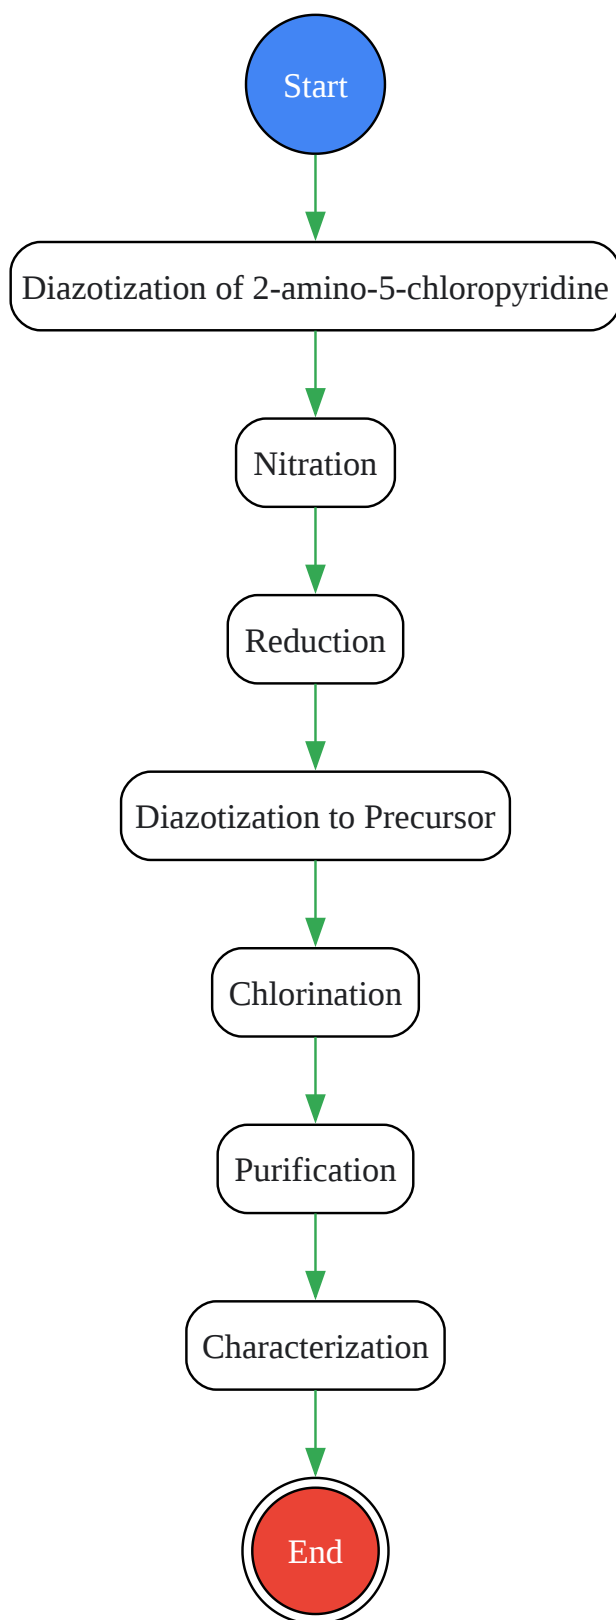 Start
Diazotization of 2-amino-5-chloropyridine
Nitration
Reduction
Diazotization to Precursor
Chlorination
Purification
Characterization
End